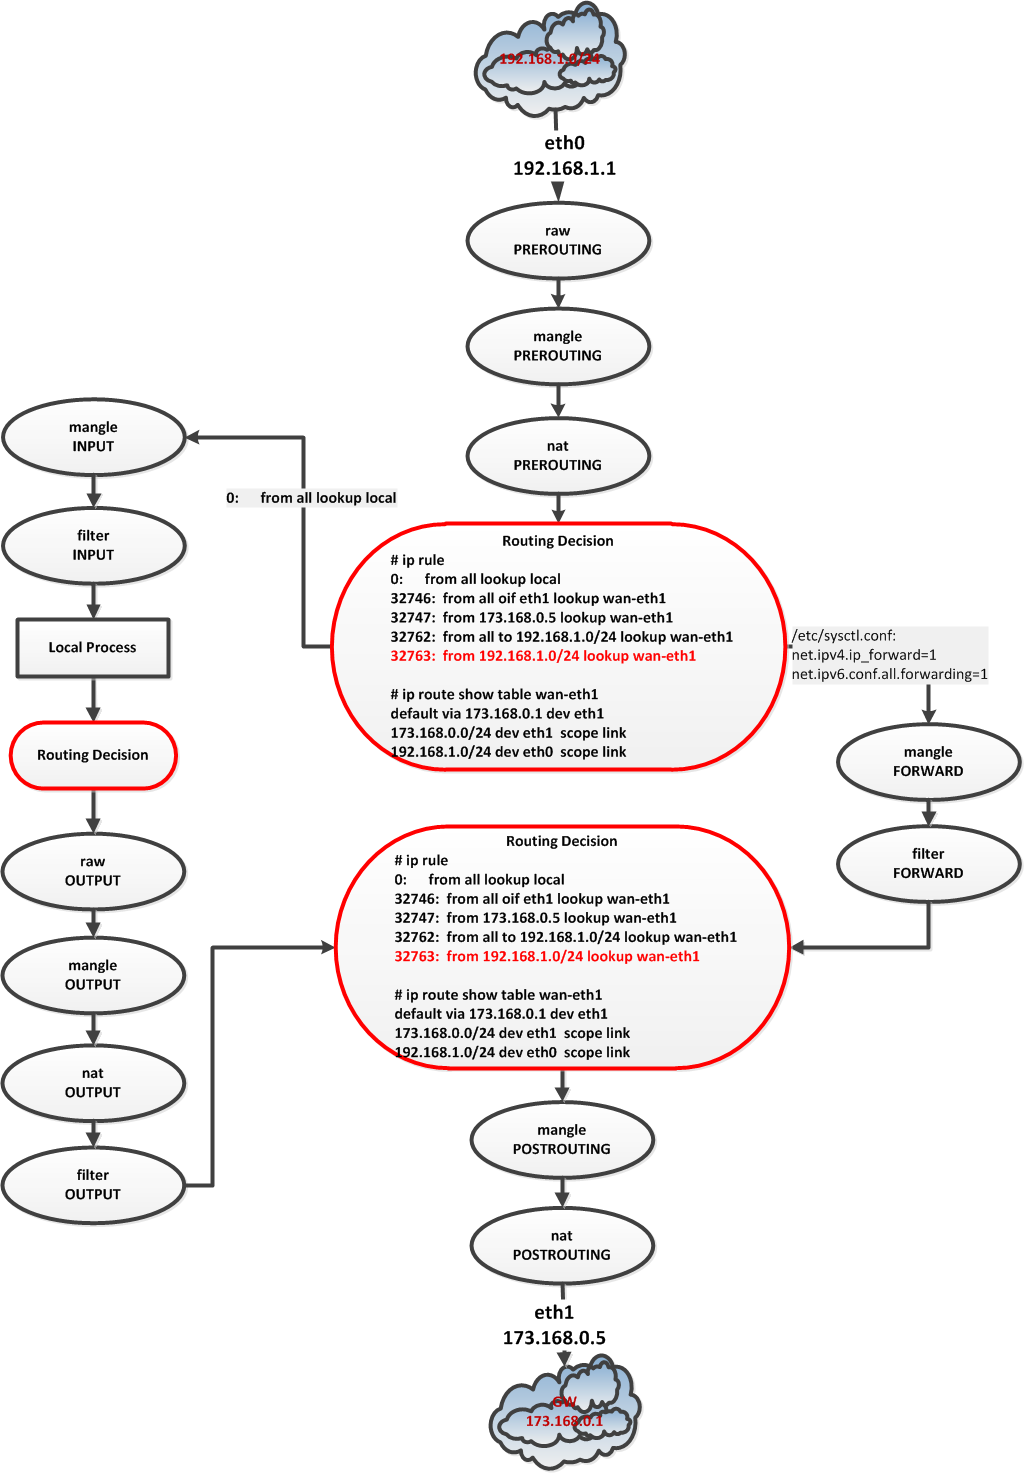 192.168.1.0/24
eth0
192.168.1.1
raw
PREROUTING
mangle
PREROUTING
nat
PREROUTING
mangle
INPUT
0: from all lookup local
filter
INPUT
Local Process
Routing Decision
raw
OUTPUT
mangle
OUTPUT
nat
OUTPUT
filter
OUTPUT
Routing Decision
# ip rule
0: from all lookup local
32746: from all oif eth1 lookup wan-eth1
32747: from 173.168.0.5 lookup wan-eth1
32762: from all to 192.168.1.0/24 lookup wan-eth1
32763: from 192.168.1.0/24 lookup wan-eth1
# ip route show table wan-eth1
default via 173.168.0.1 dev eth1
173.168.0.0/24 dev eth1 scope link
192.168.1.0/24 dev eth0 scope link
/etc/sysctl.conf:
net.ipv4.ip_forward=1
net.ipv6.conf.all.forwarding=1
mangle
FORWARD
filter
FORWARD
Routing Decision
# ip rule
0: from all lookup local
32746: from all oif eth1 lookup wan-eth1
32747: from 173.168.0.5 lookup wan-eth1
32762: from all to 192.168.1.0/24 lookup wan-eth1
32763: from 192.168.1.0/24 lookup wan-eth1
# ip route show table wan-eth1
default via 173.168.0.1 dev eth1
173.168.0.0/24 dev eth1 scope link
192.168.1.0/24 dev eth0 scope link
mangle
POSTROUTING
nat
POSTROUTING
eth1
173.168.0.5
GW
173.168.0.1